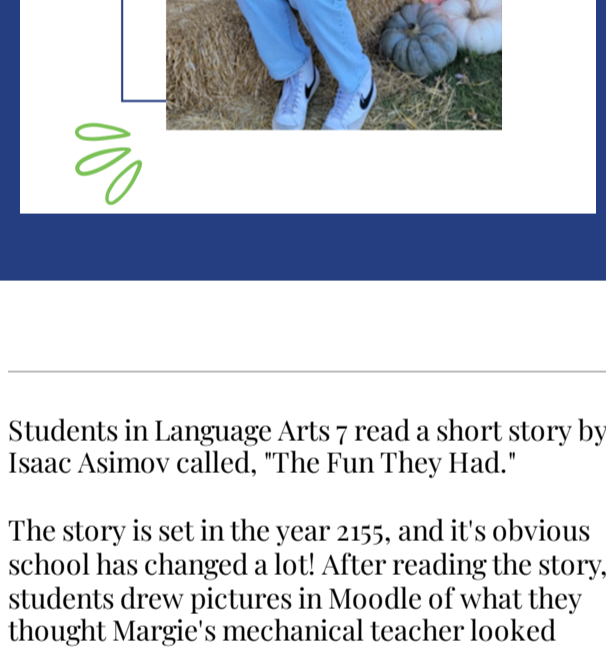 Students in Language Arts 7 read a short story by
Isaac Asimov called, "The Fun They Had."
The story is set in the year 2155, and it's obvious
school has changed a lot! After reading the story,
students drew pictures in Moodle of what they
thought Margie's mechanical teacher looked